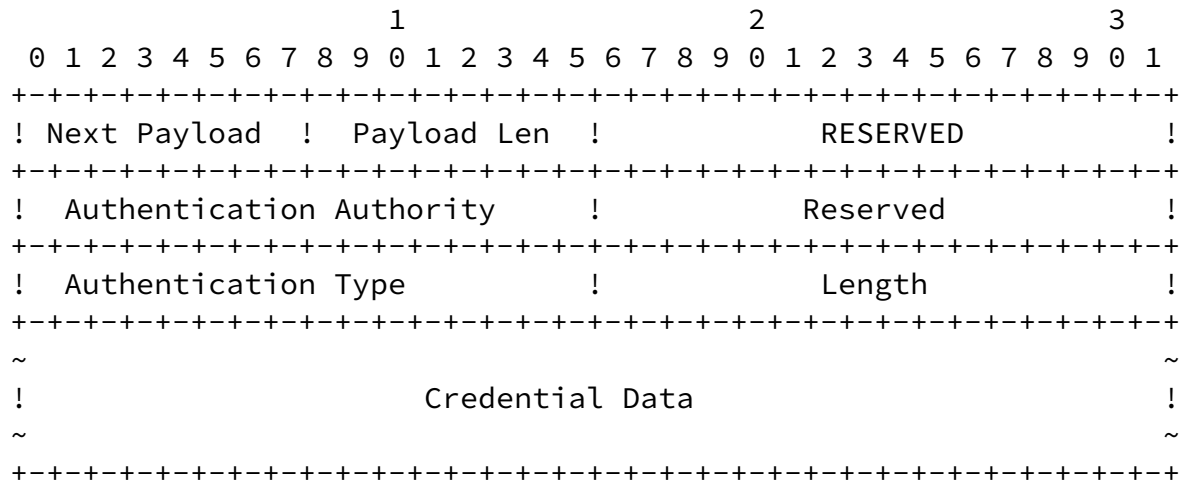 1                   2                   3
 0 1 2 3 4 5 6 7 8 9 0 1 2 3 4 5 6 7 8 9 0 1 2 3 4 5 6 7 8 9 0 1
+-+-+-+-+-+-+-+-+-+-+-+-+-+-+-+-+-+-+-+-+-+-+-+-+-+-+-+-+-+-+-+-+
! Next Payload  !  Payload Len  !            RESERVED           !
+-+-+-+-+-+-+-+-+-+-+-+-+-+-+-+-+-+-+-+-+-+-+-+-+-+-+-+-+-+-+-+-+
!  Authentication Authority     !           Reserved            !
+-+-+-+-+-+-+-+-+-+-+-+-+-+-+-+-+-+-+-+-+-+-+-+-+-+-+-+-+-+-+-+-+
!  Authentication Type          !            Length             !
+-+-+-+-+-+-+-+-+-+-+-+-+-+-+-+-+-+-+-+-+-+-+-+-+-+-+-+-+-+-+-+-+
~                                                               ~
!                      Credential Data                          !
~                                                               ~
+-+-+-+-+-+-+-+-+-+-+-+-+-+-+-+-+-+-+-+-+-+-+-+-+-+-+-+-+-+-+-+-+